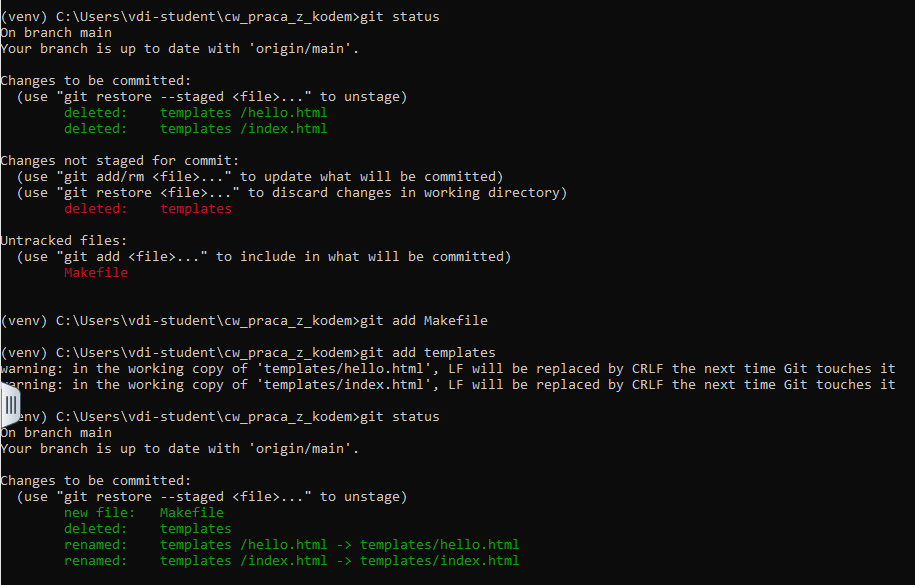 (venv) C:\Users\vdi-student\cw_praca_z_kodem>git status
On branch main
Your branch is up to date with 'origin/main'.
Changes to be committed:
(use "git restore --staged <file>..." to unstage)
deleted: templates /hello.html
deleted: templates /index.html
Changes not staged for commit:
(use "git add/rm <file>..." to update what will be committed)
(use "git restore <file>..." to discard changes in working directory)
deleted: templates
Untracked files:
(use "git add <file>..." to include in what will be committed)
Makefile
(venv) C:\Users\vdi-student\cw_praca_z_kodem>git add Makefile
(venv) C:\Users\vdi-student\cw_praca_z_kodem>git add templates
warning: in the working copy of 'templates/hello.html', LF will be replaced by CRLF the next time Git touches it
warning: in the working copy of 'templates/index.html', LF will be replaced by CRLF the next time Git touches it
(venv) C:\Users\vdi-student\cw_praca_z_kodem>git status
On branch main
Your branch is up to date with 'origin/main'.
Changes to be committed:
(use "git restore --staged <file>..." to unstage)
new file: Makefile
deleted: templates
renamed: templates /hello.html -> templates/hello.html
renamed: templates /index.html -> templates/index.html